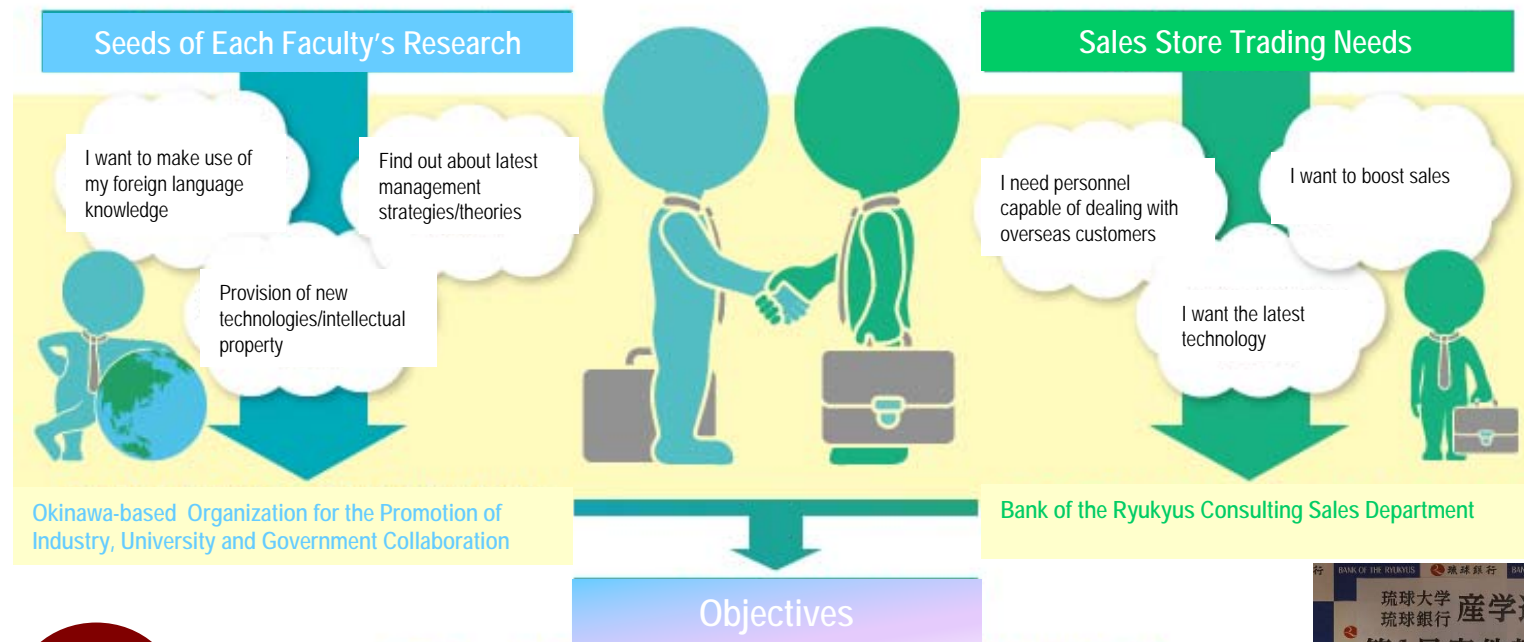 Seeds of Each Faculty's Research
Sales Store Trading Needs
I want to make use of
my foreign language
knowledge
Find out about latest
management
strategies/theories
Provision of new
technologies/intellectual
property
I need personnel
capable of dealing with
overseas customers
I want to boost sales
I want the latest
technology
Okinawa-based Organization for the Promotion of
Industry, University and Government Collaboration
Bank of the Ryukyus Consulting Sales Department
Objectives
行 BANK OF THE RYUKYUS 琉球銀行 BAN
琉球大学
琉球銀行 産学